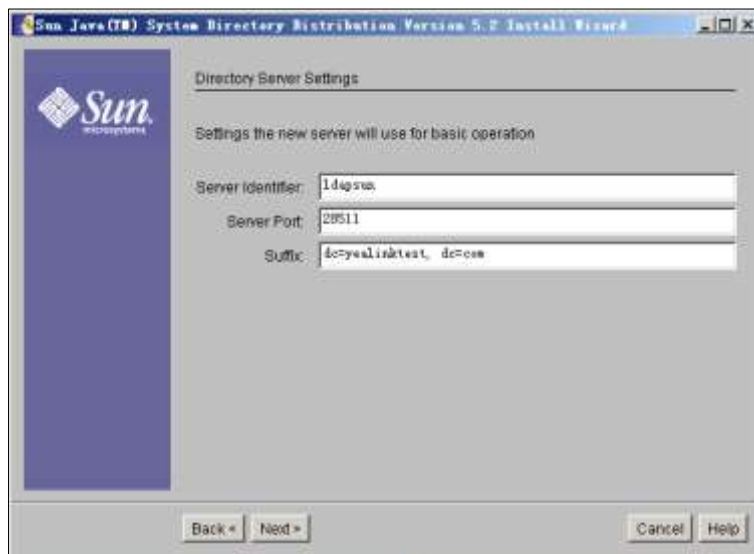 Sun Java(TM) System Directory Distribution Version 5.2 Install Wizard
Sun
microsystems
Directory Server Settings
Settings the new server will use for basic operation
Server Identifier: ldapsun
Server Port: 28511
Suffix: dc=yealinktest, dc=com
Back Next Cancel Help